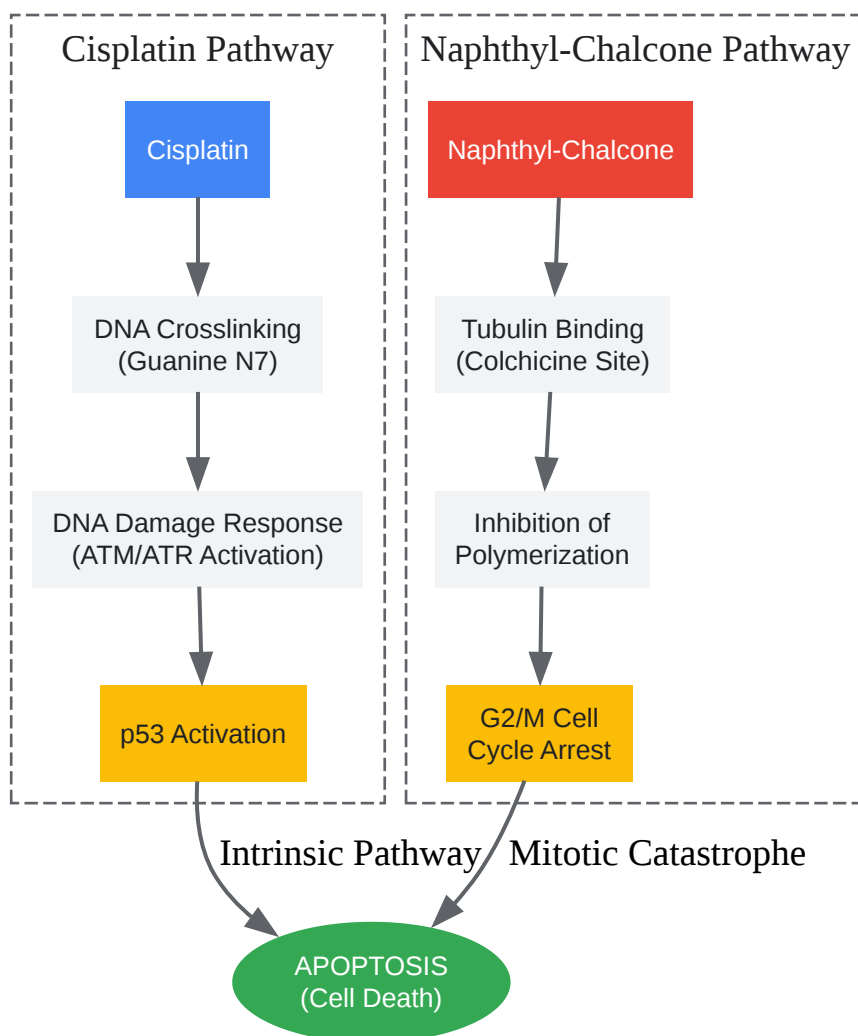 Cisplatin Pathway
Cisplatin
DNA Crosslinking
(Guanine N7)
DNA Damage Response
(ATM/ATR Activation)
p53 Activation
Naphthyl-Chalcone Pathway
Naphthyl-Chalcone
Tubulin Binding
(Colchicine Site)
Inhibition of
Polymerization
G2/M Cell
Cycle Arrest
Intrinsic Pathway
Mitotic Catastrophe
APOPTOSIS
(Cell Death)